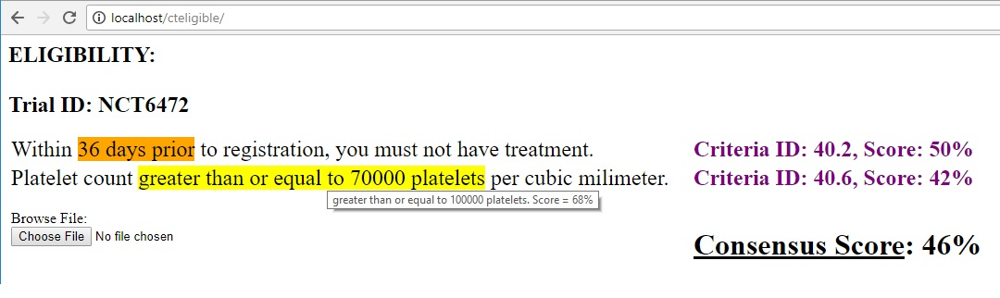 localhost/cteligible/
ELIGIBILITY:
Trial ID: NCT6472
Within 36 days prior to registration, you must not have treatment. Criteria ID: 40.2, Score: 50%
Platelet count greater than or equal to 70000 platelets per cubic milimeter. Criteria ID: 40.6, Score: 42%
greater than or equal to 100000 platelets. Score = 68%
Browse File:
Choose File No file chosen
Consensus Score: 46%